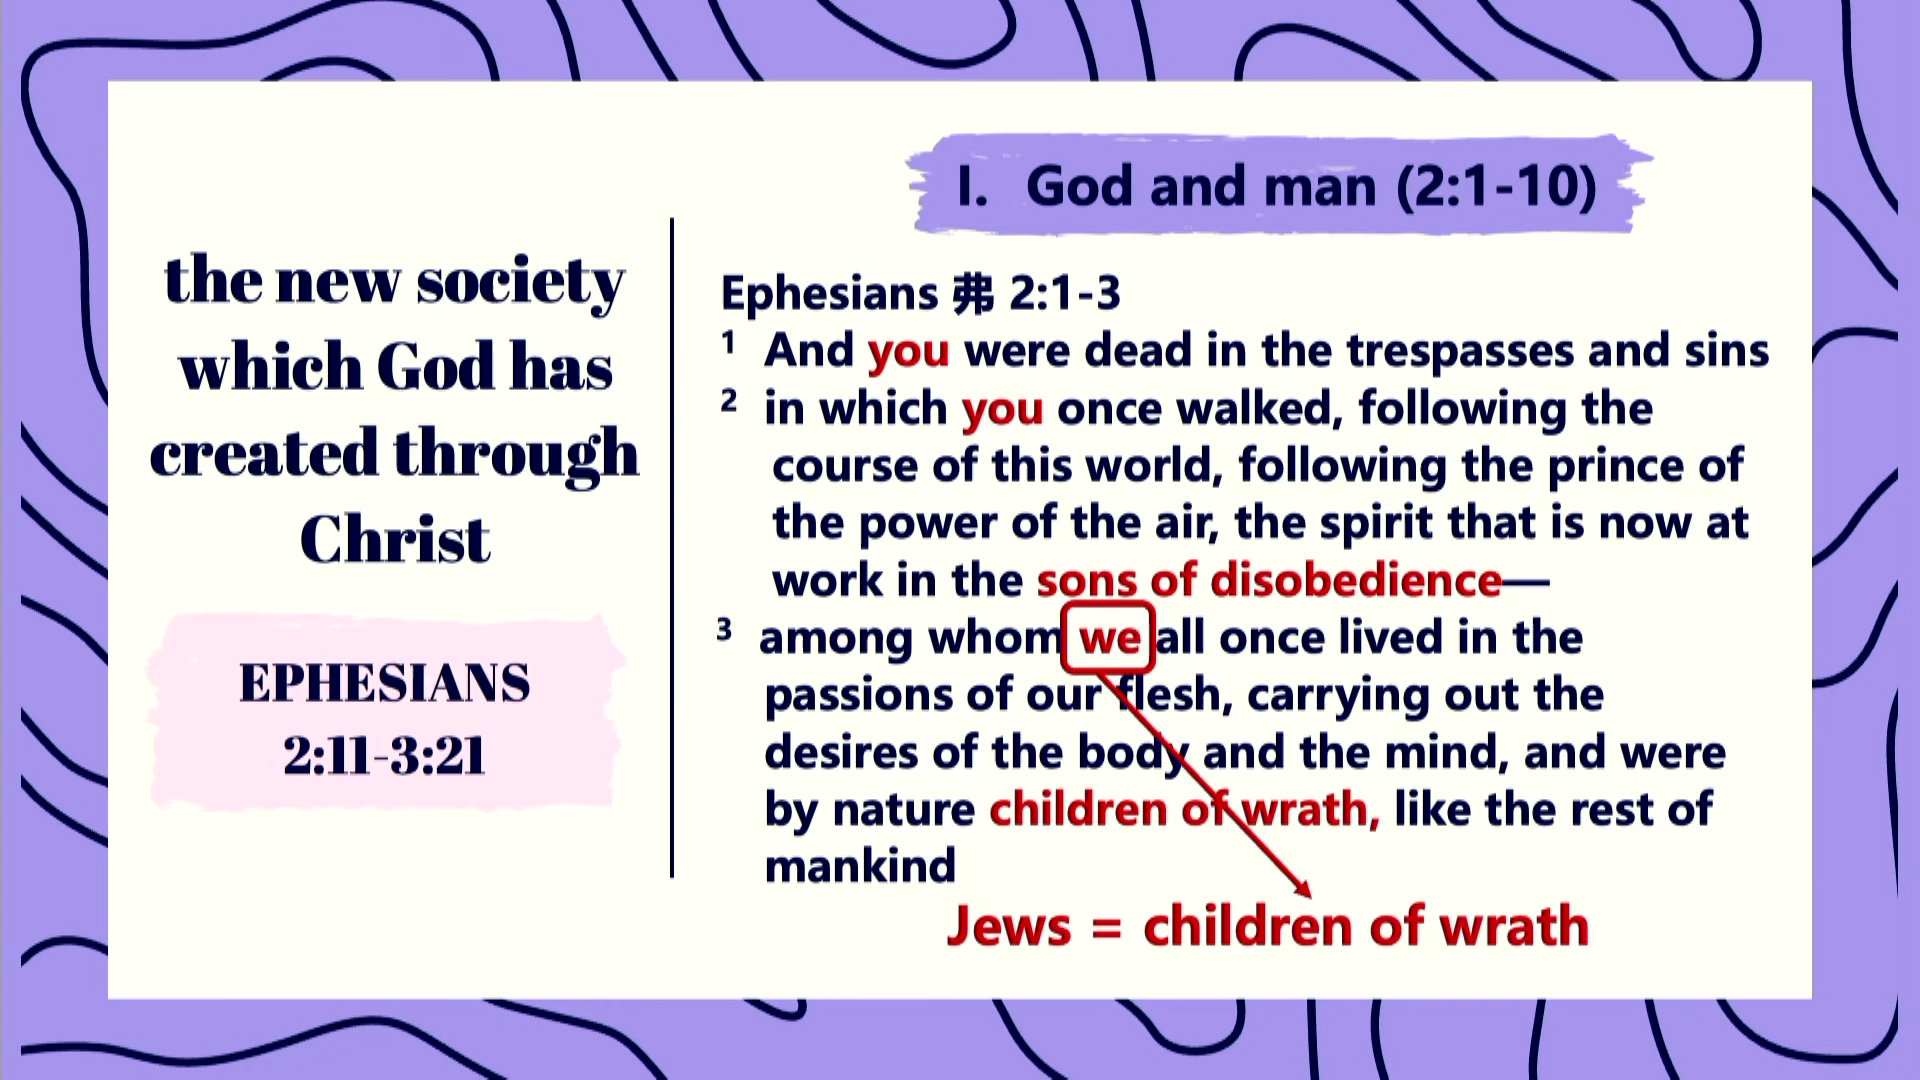 the new society
which God has
created through
Christ
EPHESIANS
2:11-3:21
I. God and man (2:1-10)
Ephesians 弗 2:1-3
1 And you were dead in the trespasses and sins
2 in which you once walked, following the
course of this world, following the prince of
the power of the air, the spirit that is now at
work in the sons of disobedience—
3 among whom we all once lived in the
passions of our flesh, carrying out the
desires of the body and the mind, and were
by nature children of wrath, like the rest of
mankind
Jews = children of wrath